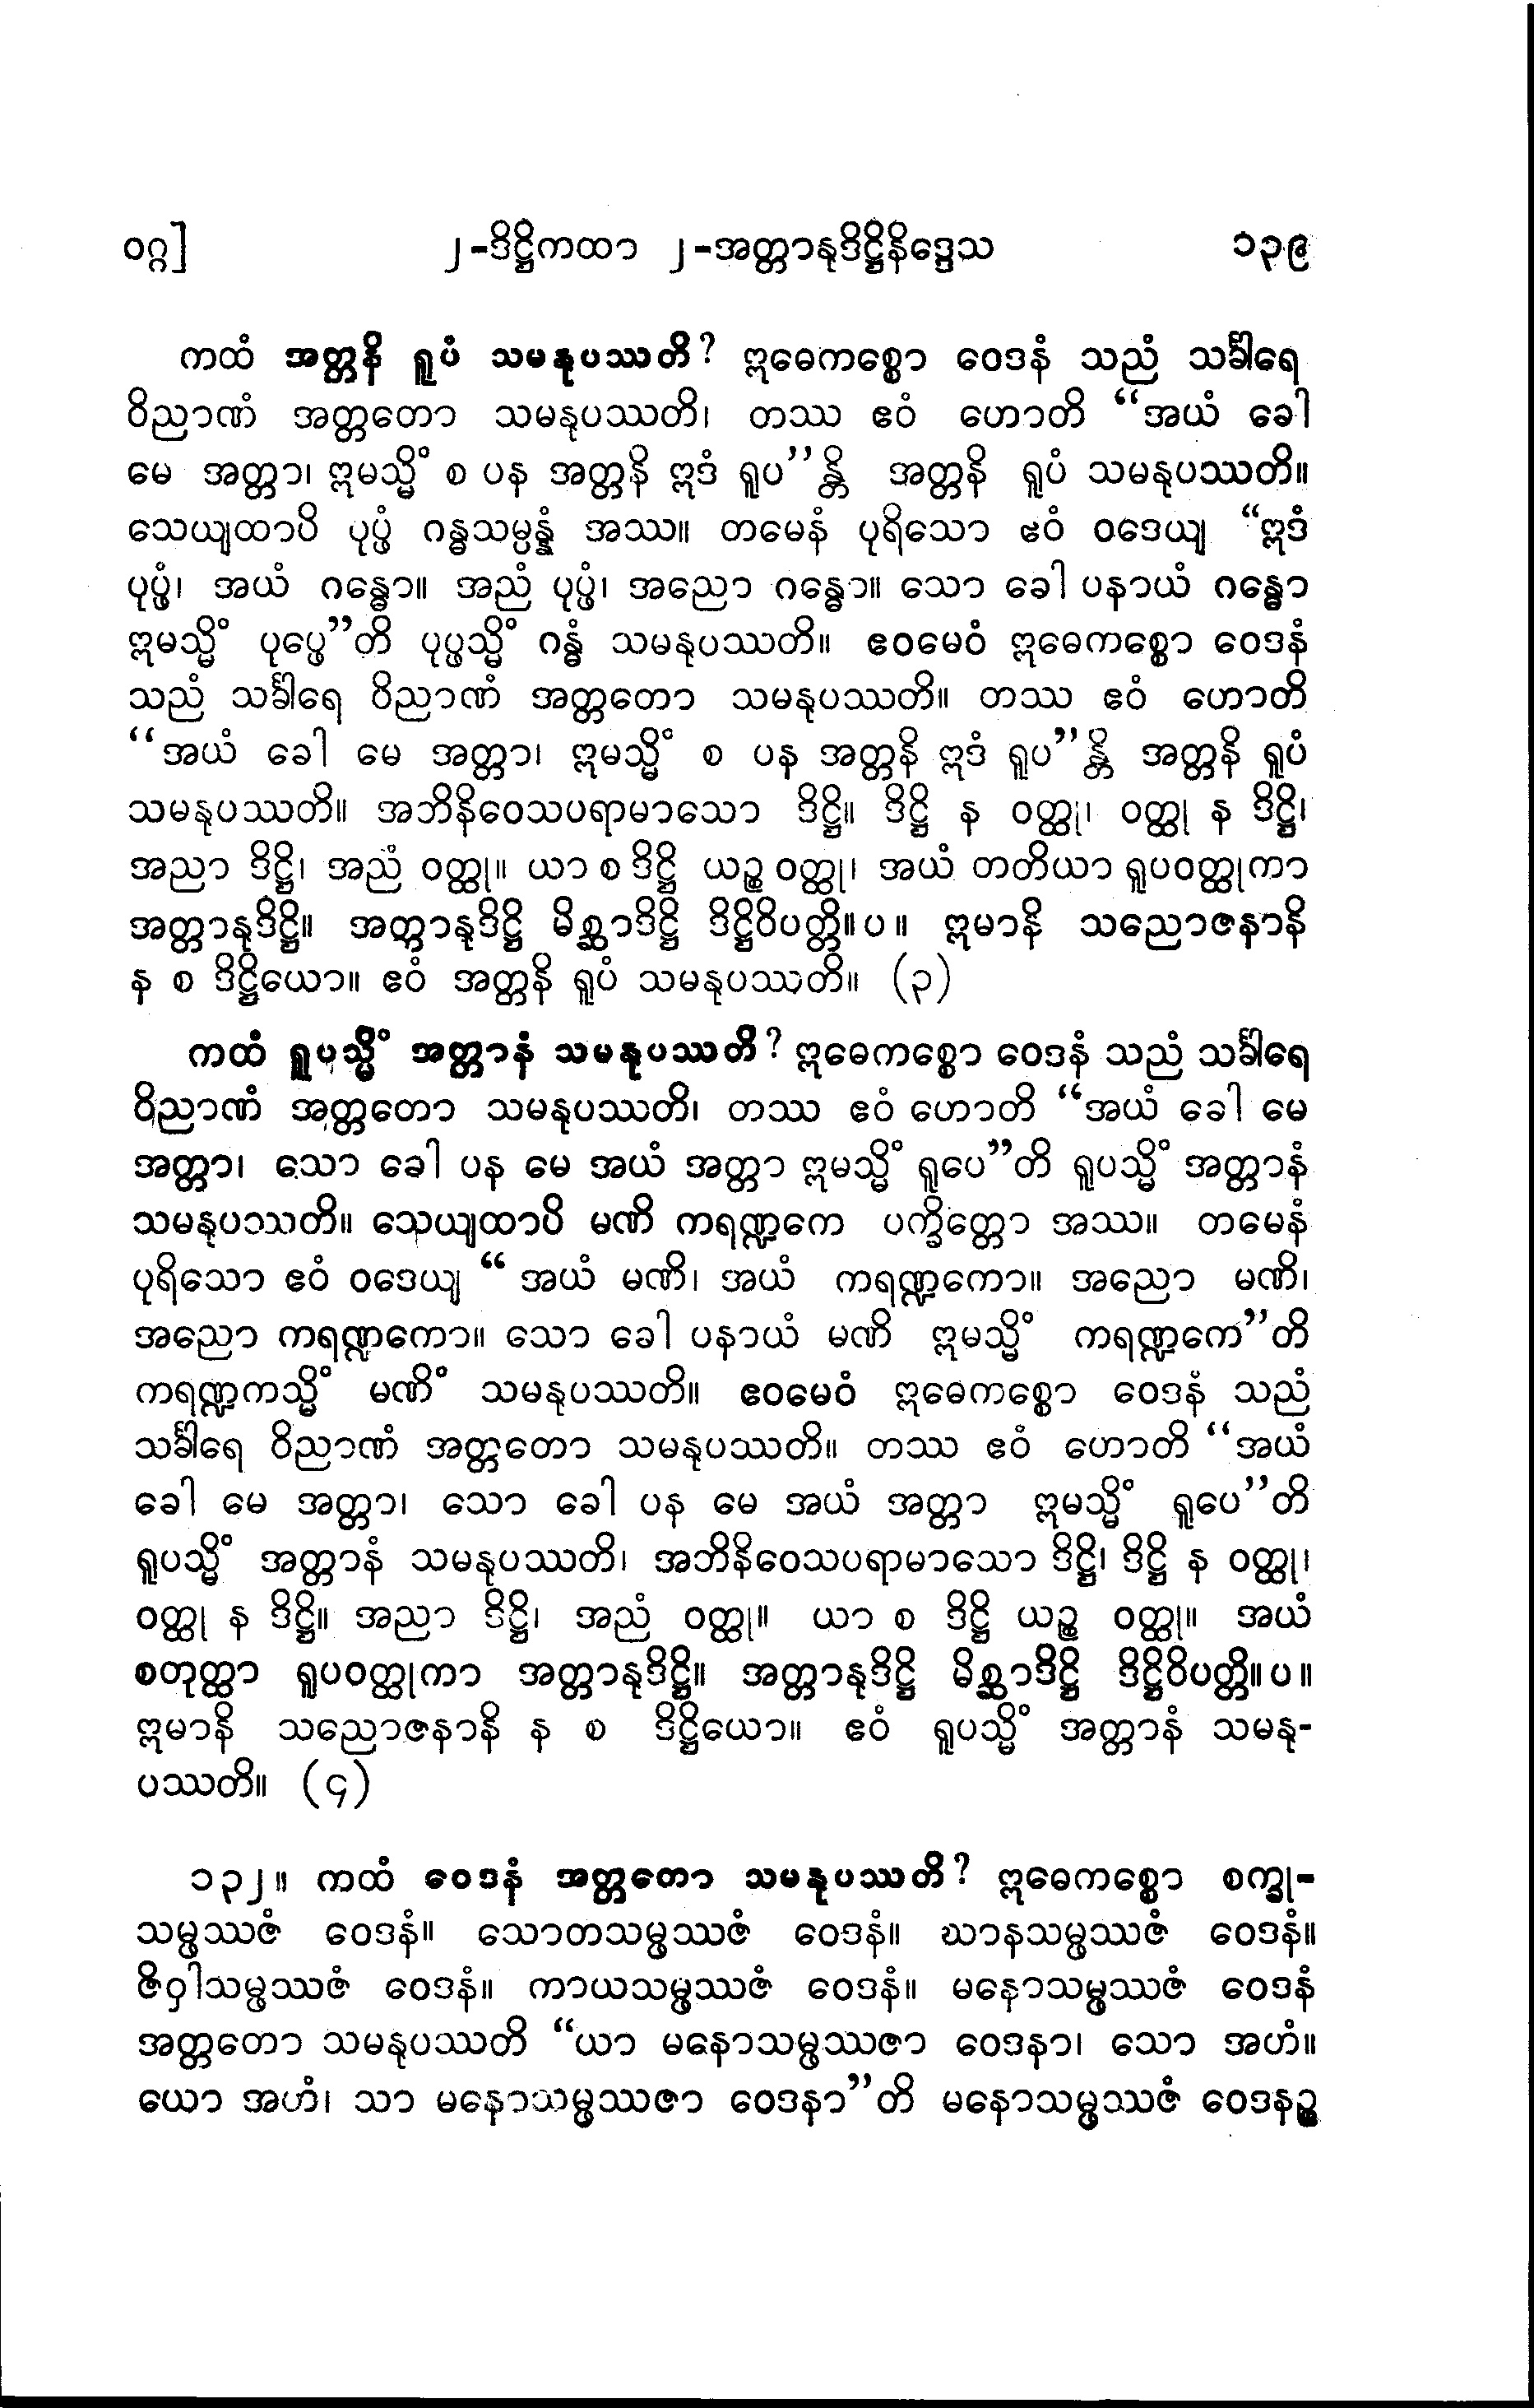 ဝဂ္ဂ] ၂-ဒိဋ္ဌိကထာ ၂-အတ္တာနုဒိဋ္ဌိနိဒ္ဒေသ ၁၃၉
ကထံ အတ္တနိ ရူပံ သမနုပဿတိ? ဣဓေကစ္စော ဝေဒနံ သညံ သင်္ခါရေ
ဝိညာဏံ အတ္တတော သမနုပဿတိ၊ တဿ ဧဝံ ဟောတိ “အယံ ခေါ
မေ အတ္တာ၊ ဣမသ္မိံ စ ပန အတ္တနိ ဣဒံ ရူပ”န္တိ အတ္တနိ ရူပံ သမနုပဿတိ။
သေယျထာပိ ပုပ္ဖံ ဂန္ဓသမ္ပန္နံ အဿ။ တမေနံ ပုရိသော ဧဝံ ဝဒေယျ “ဣဒံ
ပုပ္ဖံ၊ အယံ ဂန္ဓော။ အညံ ပုပ္ဖံ၊ အညော ဂန္ဓော။ သော ခေါ ပနာယံ ဂန္ဓော
ဣမသ္မိံ ပုပ္ဖေ”တိ ပုပ္ဖသ္မိံ ဂန္ဓံ သမနုပဿတိ။ ဧဝမေဝံ ဣဓေကစ္စော ဝေဒနံ
သညံ သင်္ခါရေ ဝိညာဏံ အတ္တတော သမနုပဿတိ။ တဿ ဧဝံ ဟောတိ
“အယံ ခေါ မေ အတ္တာ၊ ဣမသ္မိံ စ ပန အတ္တနိ ဣဒံ ရူပ”န္တိ အတ္တနိ ရူပံ
သမနုပဿတိ။ အဘိနိဝေသပရာမာသော ဒိဋ္ဌိ။ ဒိဋ္ဌိ န ဝတ္ထု၊ ဝတ္ထု န ဒိဋ္ဌိ၊
အညာ ဒိဋ္ဌိ၊ အညံ ဝတ္ထု။ ယာ စ ဒိဋ္ဌိ ယဉ္စ ဝတ္ထု၊ အယံ တတိယာ ရူပဝတ္ထုကာ
အတ္တာနုဒိဋ္ဌိ။ အတ္တာနုဒိဋ္ဌိ မိစ္ဆာဒိဋ္ဌိ ဒိဋ္ဌိဝိပတ္တိ။ပ။ ဣမာနိ သညောဇနာနိ
န စ ဒိဋ္ဌိယော။ ဧဝံ အတ္တနိ ရူပံ သမနုပဿတိ။ (၃)
ကထံ ရူပသ္မိံ အတ္တာနံ သမနုပဿတိ? ဣဓေကစ္စော ဝေဒနံ သညံ သင်္ခါရေ
ဝိညာဏံ အတ္တတော သမနုပဿတိ၊ တဿ ဧဝံ ဟောတိ “အယံ ခေါ မေ
အတ္တာ၊ သော ခေါ ပန မေ အယံ အတ္တာ ဣမသ္မိံ ရူပေ”တိ ရူပသ္မိံ အတ္တာနံ
သမနုပဿတိ။ သေယျထာပိ မဏိ ကရဏ္ဍကေ ပက္ခိတ္တော အဿ။ တမေနံ
ပုရိသော ဧဝံ ဝဒေယျ “ အယံ မဏိ၊ အယံ ကရဏ္ဍကော။ အညော မဏိ၊
အညော ကရဏ္ဍကော။ သော ခေါ ပနာယံ မဏိ ဣမသ္မိံ ကရဏ္ဍကေ”တိ
ကရဏ္ဍကသ္မိံ မဏိံ သမနုပဿတိ။ ဧဝမေဝံ ဣဓေကစ္စော ဝေဒနံ သညံ
သင်္ခါရေ ဝိညာဏံ အတ္တတော သမနုပဿတိ။ တဿ ဧဝံ ဟောတိ “အယံ
ခေါ မေ အတ္တာ၊ သော ခေါ ပန မေ အယံ အတ္တာ ဣမသ္မိံ ရူပေ”တိ
ရူပသ္မိံ အတ္တာနံ သမနုပဿတိ၊ အဘိနိဝေသပရာမာသော ဒိဋ္ဌိ၊ ဒိဋ္ဌိ န ဝတ္ထု၊
ဝတ္ထု န ဒိဋ္ဌိ။ အညာ ဒိဋ္ဌိ၊ အညံ ဝတ္ထု။ ယာ စ ဒိဋ္ဌိ ယဉ္စ ဝတ္ထု။ အယံ
စတုတ္ထာ ရူပဝတ္ထုကာ အတ္တာနုဒိဋ္ဌိ။ အတ္တာနုဒိဋ္ဌိ မိစ္ဆာဒိဋ္ဌိ ဒိဋ္ဌိဝိပတ္တိ။ပ။
ဣမာနိ သညောဇနာနိ န စ ဒိဋ္ဌိယော။ ဧဝံ ရူပသ္မိံ အတ္တာနံ သမနု-
ပဿတိ။ (၄)
၁၃၂။ ကထံ ဝေဒနံ အတ္တတော သမနုပဿတိ? ဣဓေကစ္စော စက္ခု-
သမ္ဖဿဇံ ဝေဒနံ။ သောတသမ္ဖဿဇံ ဝေဒနံ။ ဃာနသမ္ဖဿဇံ ဝေဒနံ။
ဇိဝှါသမ္ဖဿဇံ ဝေဒနံ။ ကာယသမ္ဖဿဇံ ဝေဒနံ။ မနောသမ္ဖဿဇံ ဝေဒနံ
အတ္တတော သမနုပဿတိ “ယာ မနောသမ္ဖဿဇာ ဝေဒနာ၊ သော အဟံ။
ယော အဟံ၊ သာ မနောသမ္ဖဿဇာ ဝေဒနာ”တိ မနောသမ္ဖဿဇံ ဝေဒနဉ္စ